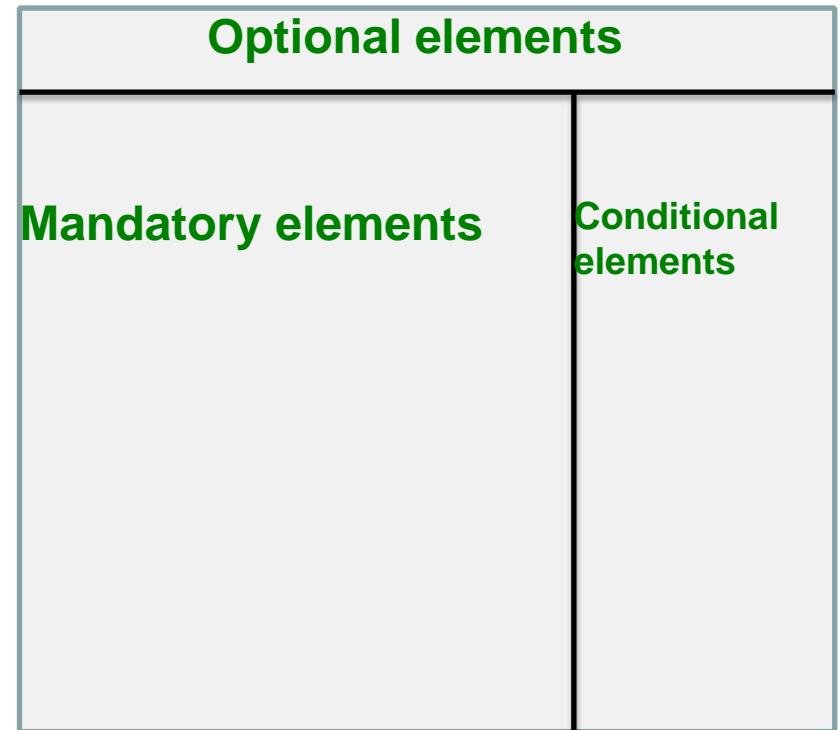 Optional elements
Mandatory elements
Conditional
elements